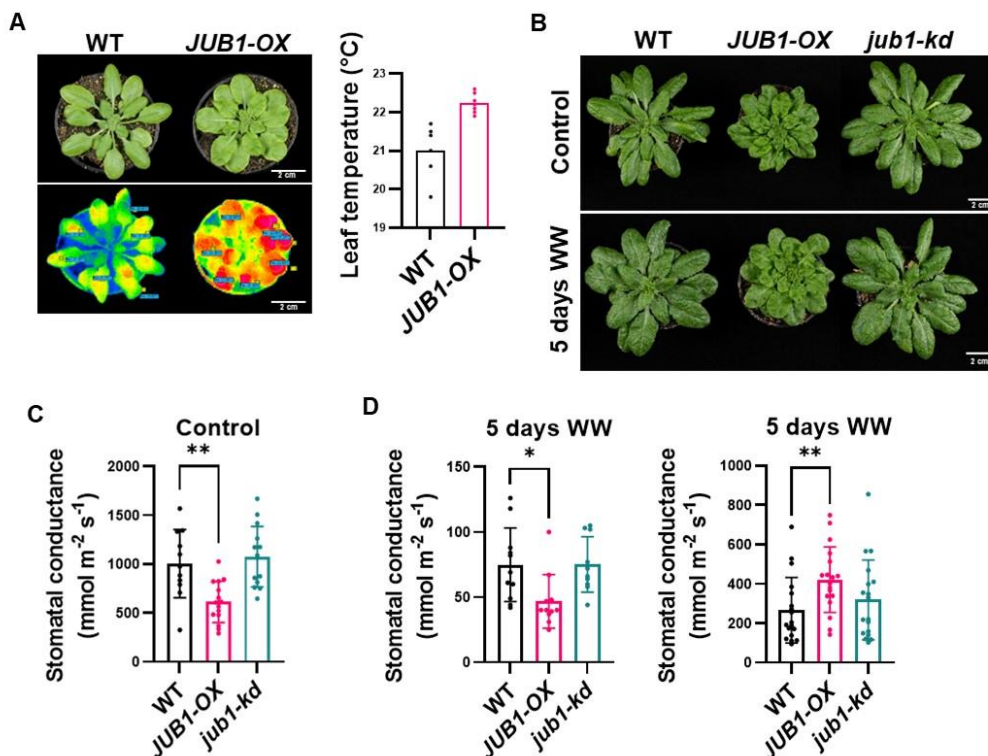 A
WT
JUB1-OX
2 cm
2 cm
Leaf temperature (°C)
23
22
21
20
19
WT
JUB1-OX
B
WT
JUB1-OX
jub1-kd
Control
2 cm
5 days WW
2 cm
C
Control
**
Stomatal conductance
(mmol m-2 s-1)
2000
1500
1000
500
0
WT
JUB1-OX
jub1-kd
D
5 days WW
*
Stomatal conductance
(mmol m-2 s-1)
150
100
50
0
WT
JUB1-OX
jub1-kd
5 days WW
**
Stomatal conductance
(mmol m-2 s-1)
1000
800
600
400
200
0
WT
JUB1-OX
jub1-kd